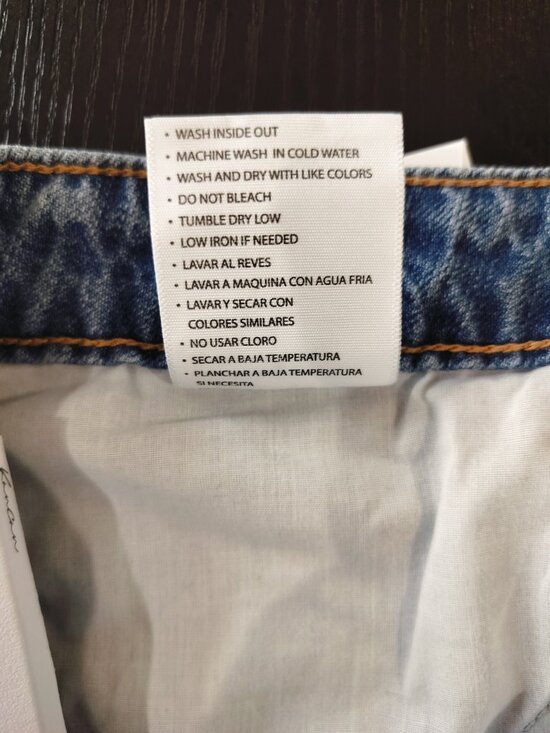 • WASH INSIDE OUT
• MACHINE WASH IN COLD WATER
• WASH AND DRY WITH LIKE COLORS
• DO NOT BLEACH
• TUMBLE DRY LOW
• LOW IRON IF NEEDED
• LAVAR AL REVES
• LAVAR A MAQUINA CON AGUA FRIA
• LAVAR Y SECAR CON
COLORES SIMILARES
• NO USAR CLORO
• SECAR A BAJA TEMPERATURA
• PLANCHAR A BAJA TEMPERATURA
SI NECESITA